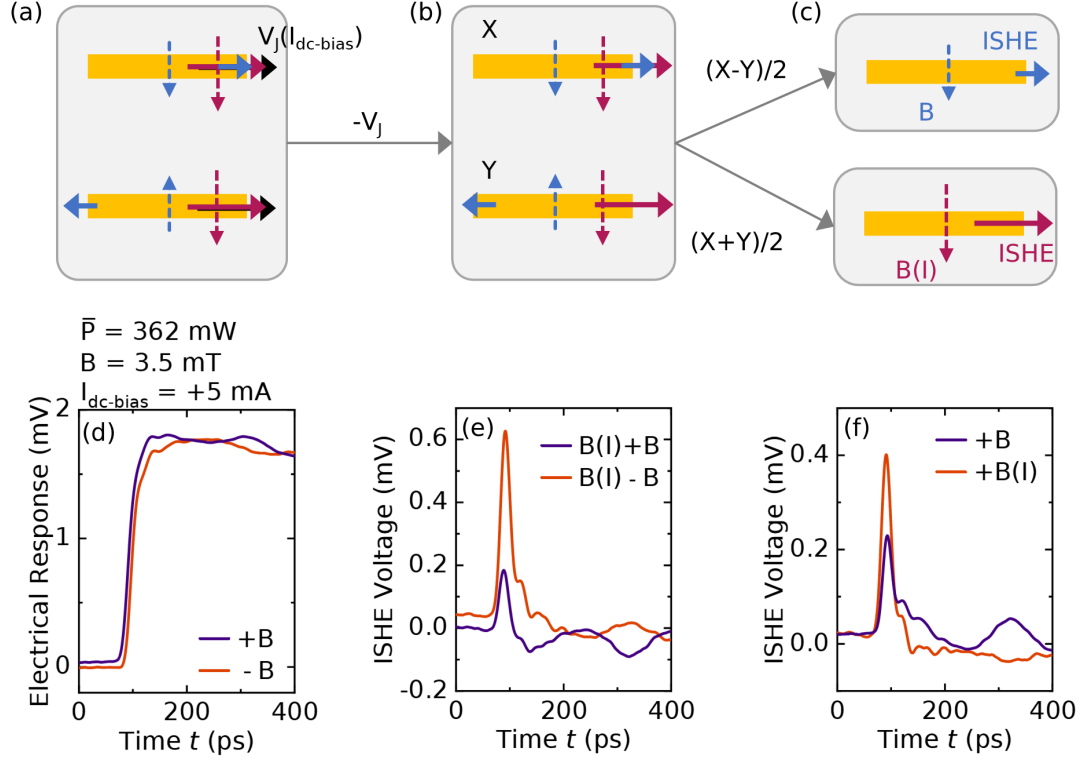 (a)
V_J(I_dc-bias)
-V_J
(b)
X
Y
(X-Y)/2
(X+Y)/2
(c)
ISHE
B
B(I)
ISHE
P̄ = 362 mW
B = 3.5 mT
I_dc-bias = +5 mA
(d)
Electrical Response (mV)
2
1
0
+B
- B
0
200
400
Time t (ps)
(e)
ISHE Voltage (mV)
0.6
0.4
0.2
0.0
-0.2
B(I)+B
B(I) - B
0
200
400
Time t (ps)
(f)
ISHE Voltage (mV)
0.4
0.2
0.0
+B
+B(I)
0
200
400
Time t (ps)